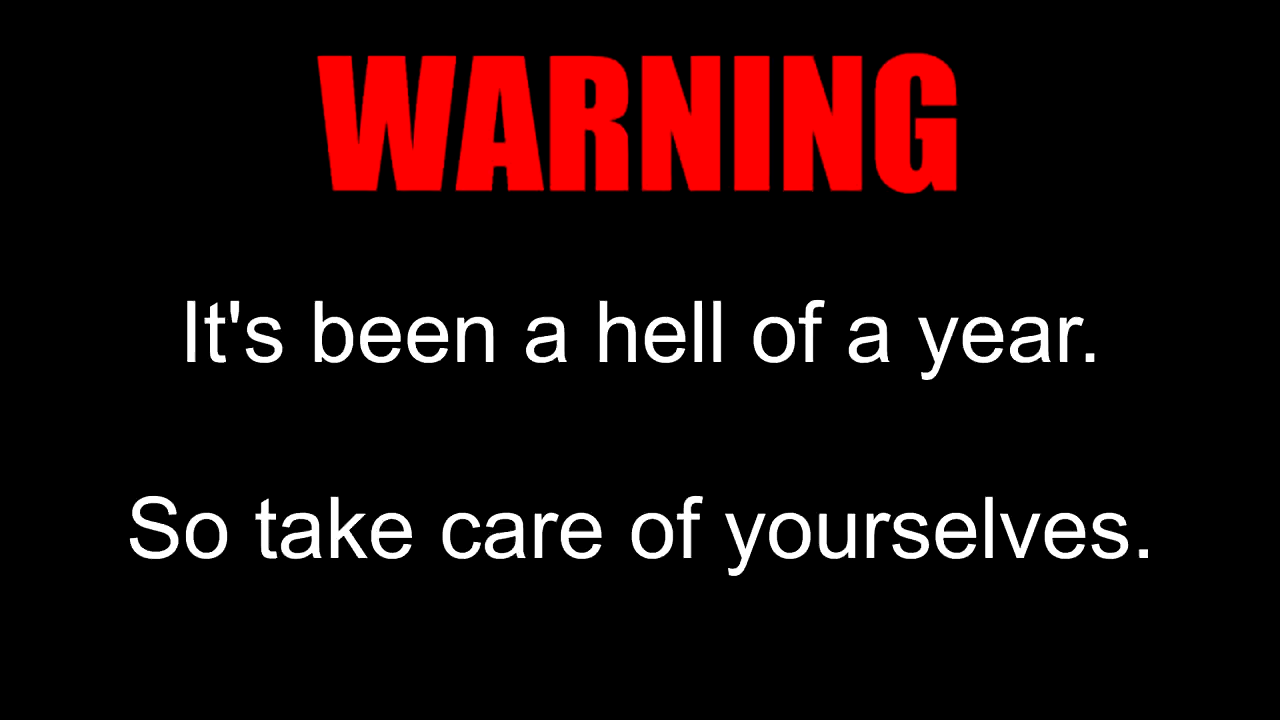 WARNING
It's been a hell of a year.
So take care of yourselves.